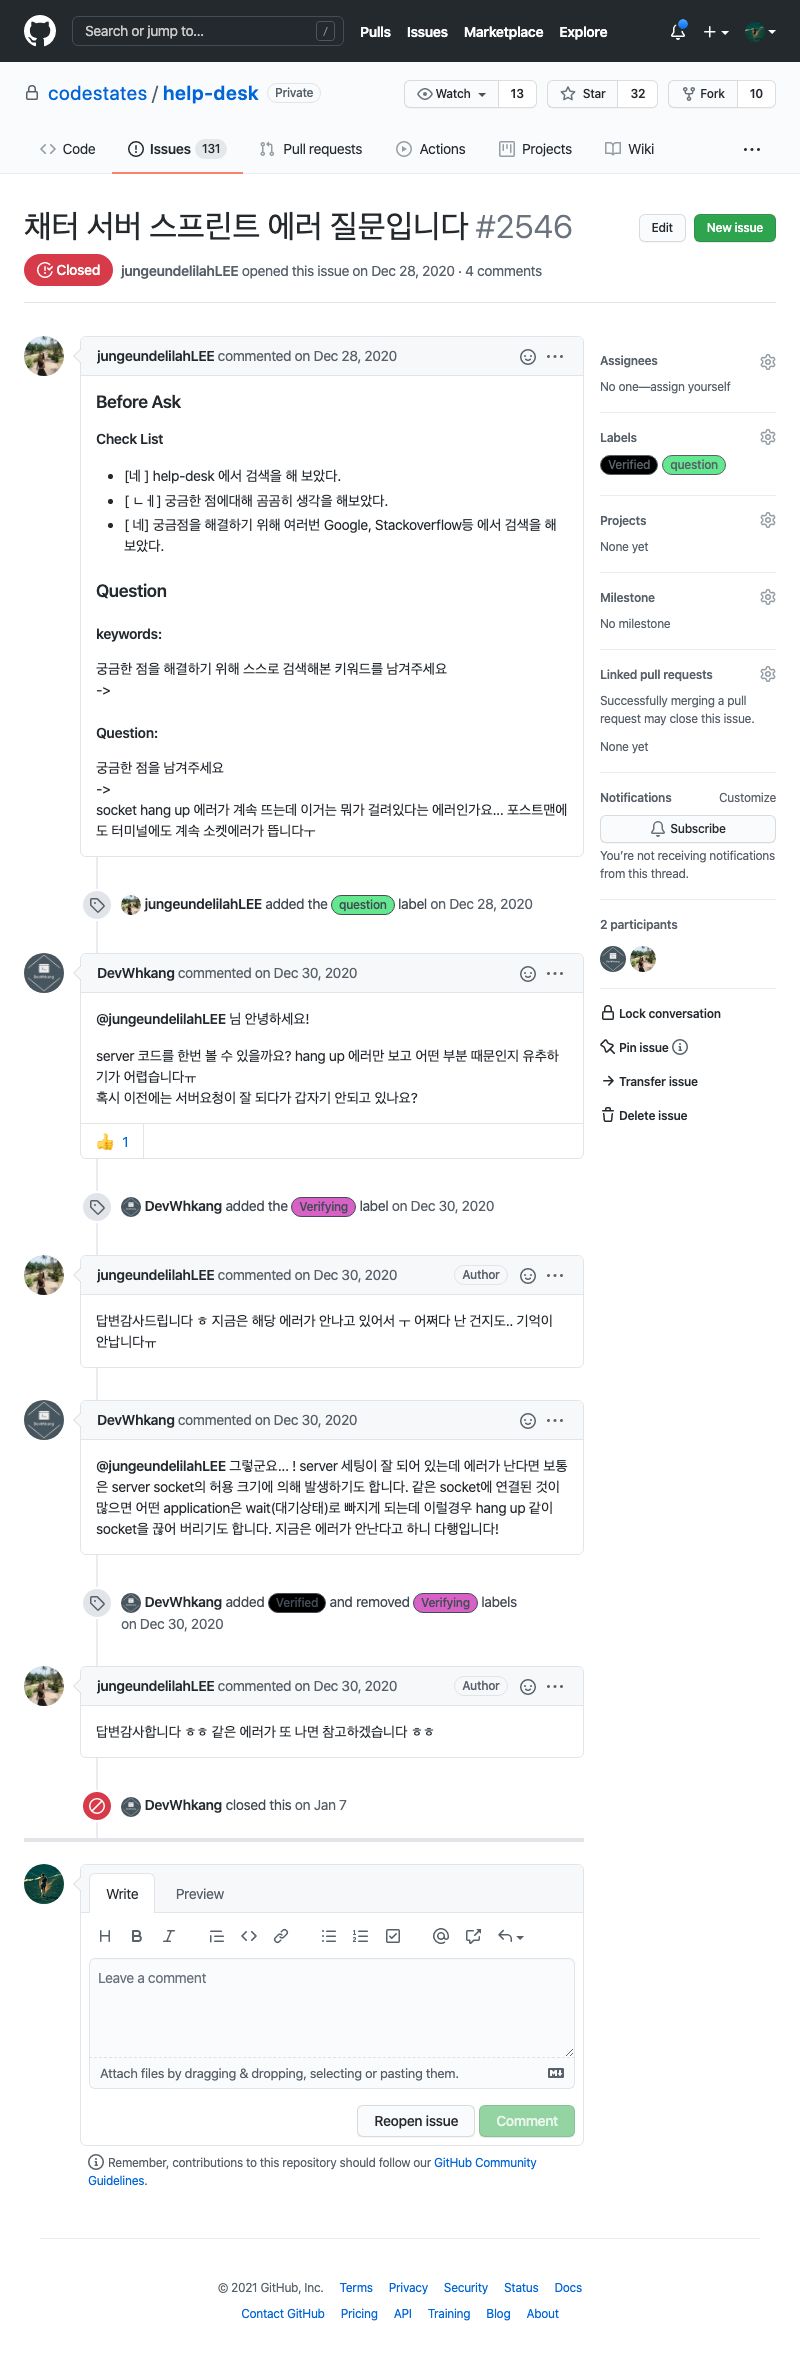 Search or jump to... /
Pulls Issues Marketplace Explore
codestates / help-desk Private
Watch 13 Star 32 Fork 10
Code Issues 131 Pull requests Actions Projects Wiki ...
채터 서버 스프린트 에러 질문입니다 #2546
Edit New issue
Closed jungeundelilahLEE opened this issue on Dec 28, 2020 · 4 comments
jungeundelilahLEE commented on Dec 28, 2020
Before Ask
Check List
• [네 ] help-desk 에서 검색을 해 보았다.
• [ ㄴㅔ] 궁금한 점에대해 곰곰히 생각을 해보았다.
• [ 네] 궁금점을 해결하기 위해 여러번 Google, Stackoverflow등 에서 검색을 해
보았다.
Question
keywords:
궁금한 점을 해결하기 위해 스스로 검색해본 키워드를 남겨주세요
->
Question:
궁금한 점을 남겨주세요
->
socket hang up 에러가 계속 뜨는데 이거는 뭐가 걸려있다는 에러인가요... 포스트맨에
도 터미널에도 계속 소켓에러가 뜹니다ㅜ
jungeundelilahLEE added the question label on Dec 28, 2020
DevWhkang commented on Dec 30, 2020
@jungeundelilahLEE 님 안녕하세요!
server 코드를 한번 볼 수 있을까요? hang up 에러만 보고 어떤 부분 때문인지 유추하
기가 어렵습니다ㅠ
혹시 이전에는 서버요청이 잘 되다가 갑자기 안되고 있나요?
👍 1
DevWhkang added the Verifying label on Dec 30, 2020
jungeundelilahLEE commented on Dec 30, 2020 Author
답변감사드립니다 ㅎ 지금은 해당 에러가 안나고 있어서 ㅜ 어쩌다 난 건지도.. 기억이
안납니다ㅠ
DevWhkang commented on Dec 30, 2020
@jungeundelilahLEE 그렇군요... ! server 세팅이 잘 되어 있는데 에러가 난다면 보통
은 server socket의 허용 크기에 의해 발생하기도 합니다. 같은 socket에 연결된 것이
많으면 어떤 application은 wait(대기상태)로 빠지게 되는데 이럴경우 hang up 같이
socket을 끊어 버리기도 합니다. 지금은 에러가 안난다고 하니 다행입니다!
DevWhkang added Verified and removed Verifying labels
on Dec 30, 2020
jungeundelilahLEE commented on Dec 30, 2020 Author
답변감사합니다 ㅎㅎ 같은 에러가 또 나면 참고하겠습니다 ㅎㅎ
DevWhkang closed this on Jan 7
Write Preview
Leave a comment
Attach files by dragging & dropping, selecting or pasting them.
Reopen issue Comment
Remember, contributions to this repository should follow our GitHub Community
Guidelines.
Assignees
No one—assign yourself
Labels
Verified question
Projects
None yet
Milestone
No milestone
Linked pull requests
Successfully merging a pull
request may close this issue.
None yet
Notifications Customize
Subscribe
You're not receiving notifications
from this thread.
2 participants
Lock conversation
Pin issue
Transfer issue
Delete issue
© 2021 GitHub, Inc. Terms Privacy Security Status Docs
Contact GitHub Pricing API Training Blog About